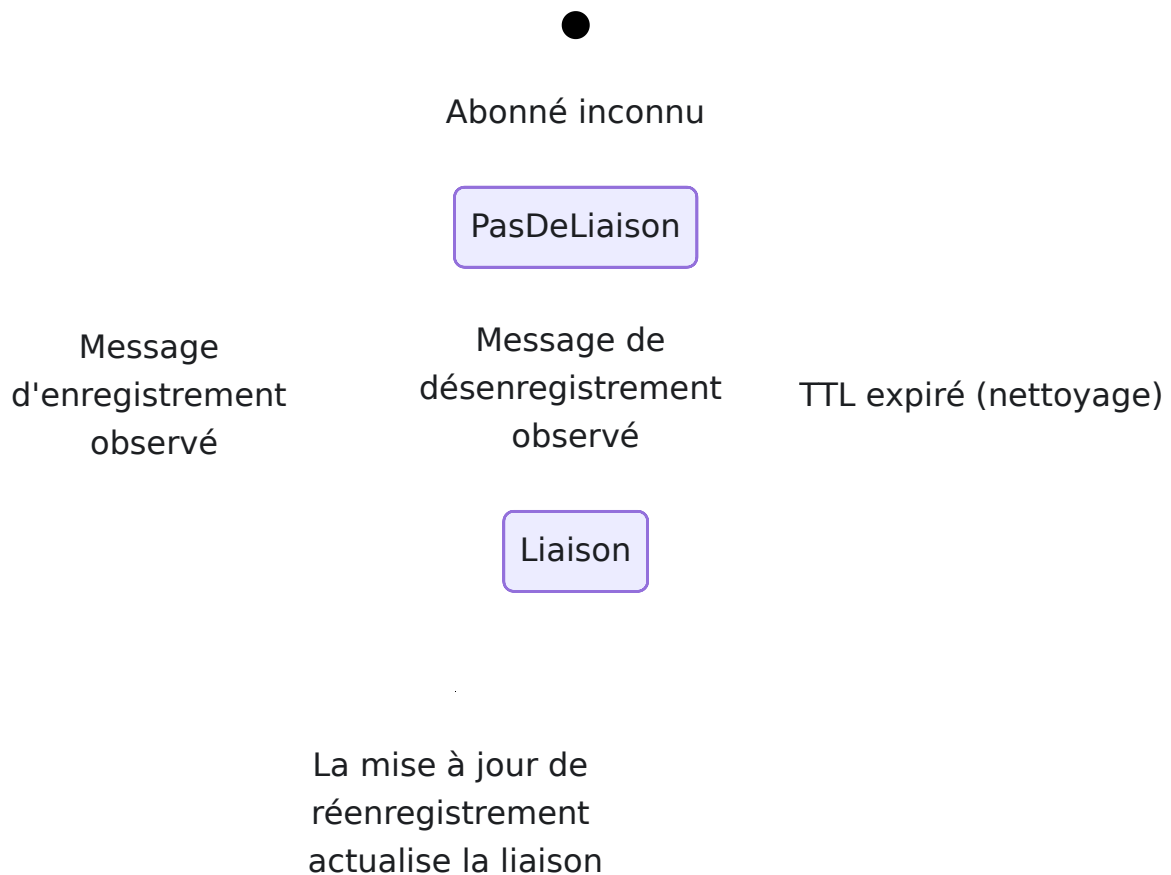 Abonné inconnu
PasDeLiaison
Message
d'enregistrement
observé
Message de
désenregistrement
observé
TTL expiré (nettoyage)
Liaison
La mise à jour de
réenregistrement
actualise la liaison